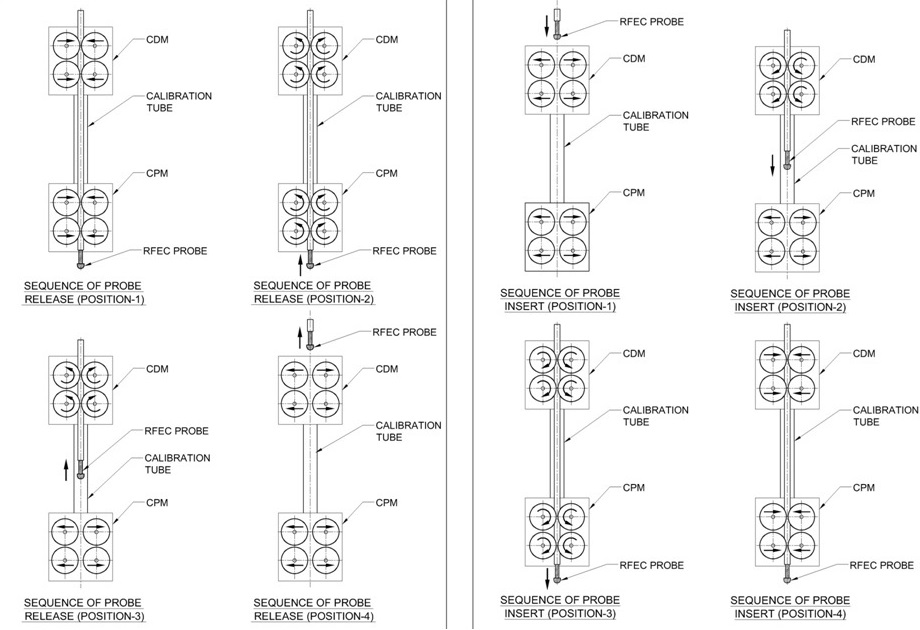 CDM
CALIBRATION
TUBE
CPM
RFEC PROBE
SEQUENCE OF PROBE
RELEASE (POSITION-1)
CDM
CALIBRATION
TUBE
CPM
RFEC PROBE
SEQUENCE OF PROBE
RELEASE (POSITION-2)
CDM
RFEC PROBE
CALIBRATION
TUBE
CPM
SEQUENCE OF PROBE
RELEASE (POSITION-3)
RFEC PROBE
CDM
CALIBRATION
TUBE
CPM
SEQUENCE OF PROBE
RELEASE (POSITION-4)
RFEC PROBE
CDM
CALIBRATION
TUBE
CPM
SEQUENCE OF PROBE
INSERT (POSITION-1)
CDM
RFEC PROBE
CALIBRATION
TUBE
CPM
SEQUENCE OF PROBE
INSERT (POSITION-2)
CDM
CALIBRATION
TUBE
CPM
RFEC PROBE
SEQUENCE OF PROBE
INSERT (POSITION-3)
CDM
CALIBRATION
TUBE
CPM
RFEC PROBE
SEQUENCE OF PROBE
INSERT (POSITION-4)